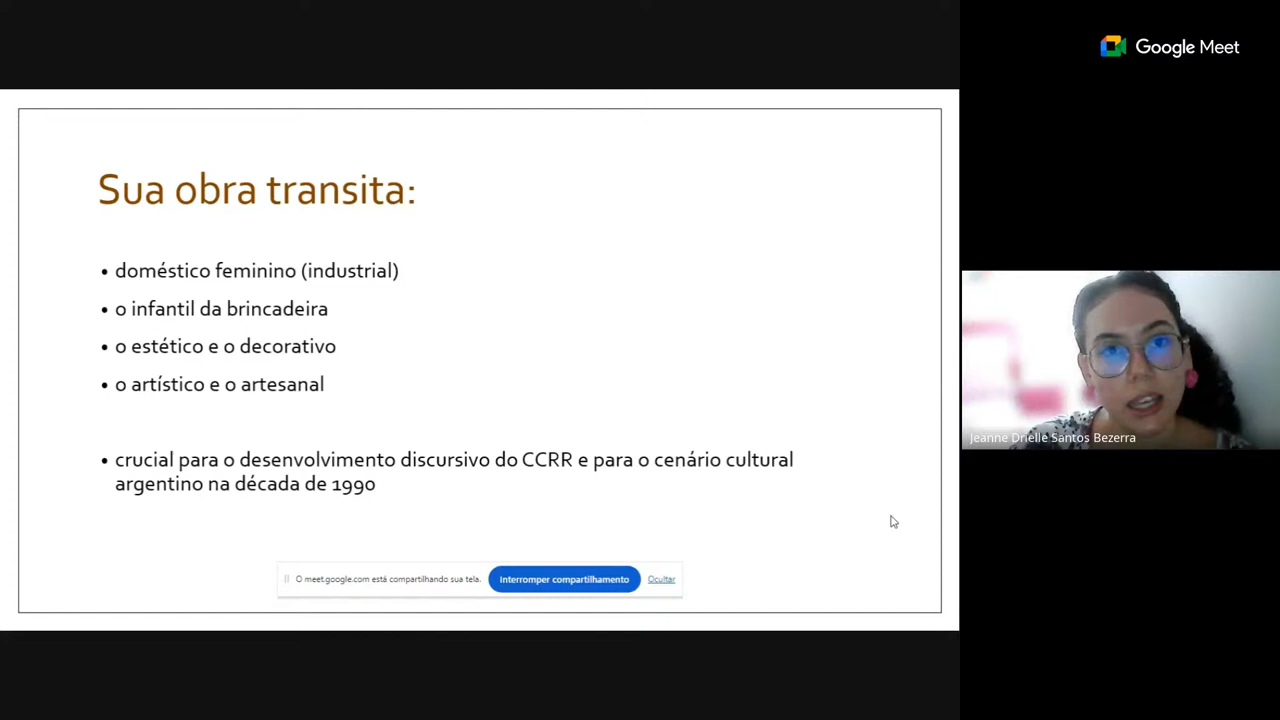 Google Meet
Sua obra transita:
• doméstico feminino (industrial)
• o infantil da brincadeira
• o estético e o decorativo
• o artístico e o artesanal
• crucial para o desenvolvimento discursivo do CCRR e para o cenário cultural
argentino na década de 1990
Jeanne Drielle Santos Bezerra
O meet.google.com está compartilhando sua tela. Interromper compartilhamento Ocultar